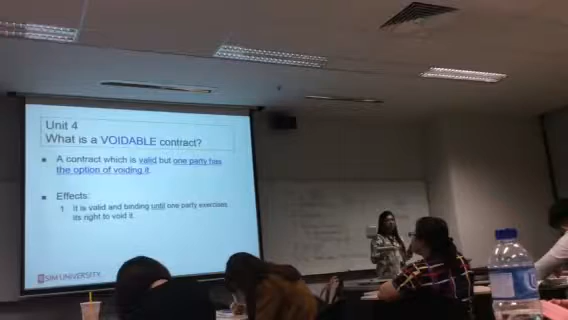 Unit 4
What is a VOIDABLE contract?
▪ A contract which is valid but one party has
the option of voiding it.
▪ Effects:
1. It is valid and binding until one party exercises
its right to void it.
SIM UNIVERSITY